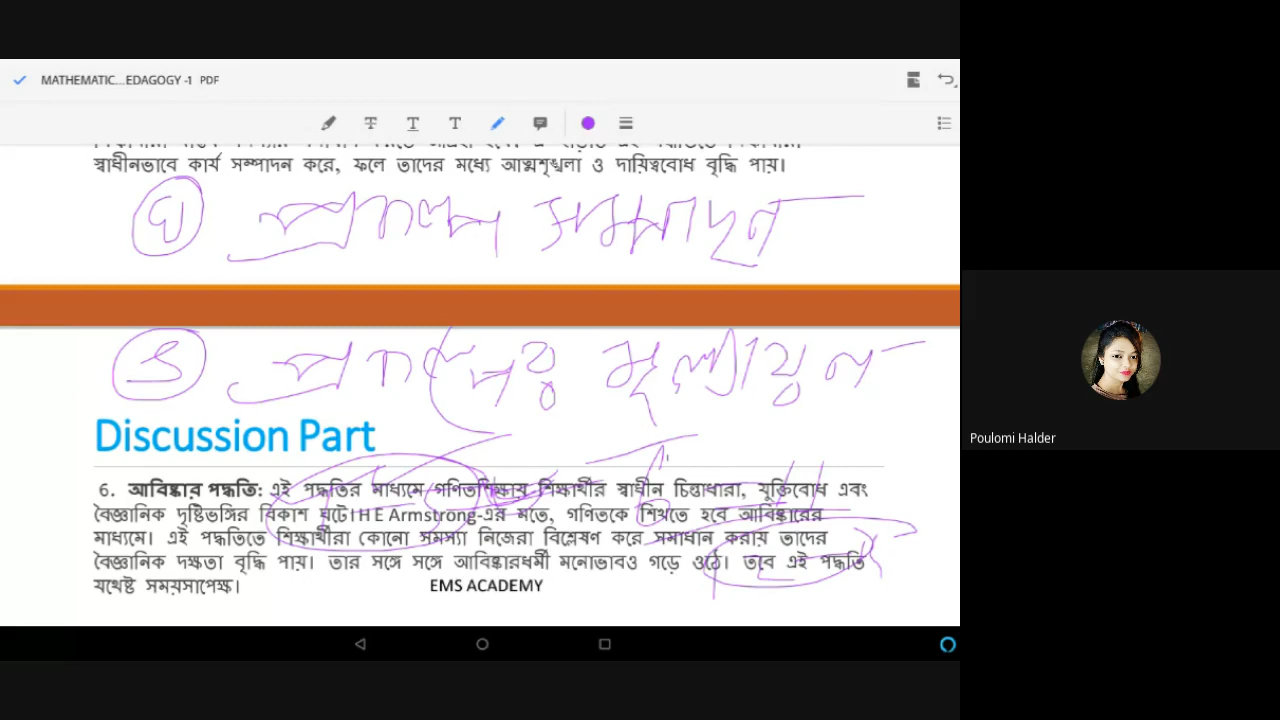 MATHEMATIC...EDAGOGY -1 PDF
স্বাধীনভাবে কার্য সম্পাদন করে, ফলে তাদের মধ্যে আত্মশৃঙ্খলা ও দায়িত্ববোধ বৃদ্ধি পায়।
ঘ প্রকল্প সম্পাদন
ঙ প্রকল্পের মূল্যায়ন
Discussion Part
6. আবিষ্কার পদ্ধতি: এই পদ্ধতির মাধ্যমে গণিতশিক্ষায় শিক্ষার্থীর স্বাধীন চিন্তাধারা, যুক্তিবোধ এবং
বৈজ্ঞানিক দৃষ্টিভঙ্গির বিকাশ ঘটে।H E Armstrong-এর মতে, গণিতকে শিখতে হবে আবিষ্কারের
মাধ্যমে। এই পদ্ধতিতে শিক্ষার্থীরা কোনো সমস্যা নিজেরা বিশ্লেষণ করে সমাধান করায় তাদের
বৈজ্ঞানিক দক্ষতা বৃদ্ধি পায়। তার সঙ্গে সঙ্গে আবিষ্কারধর্মী মনোভাবও গড়ে ওঠে। তবে এই পদ্ধতি
যথেষ্ট সময়সাপেক্ষ।
EMS ACADEMY
Poulomi Halder